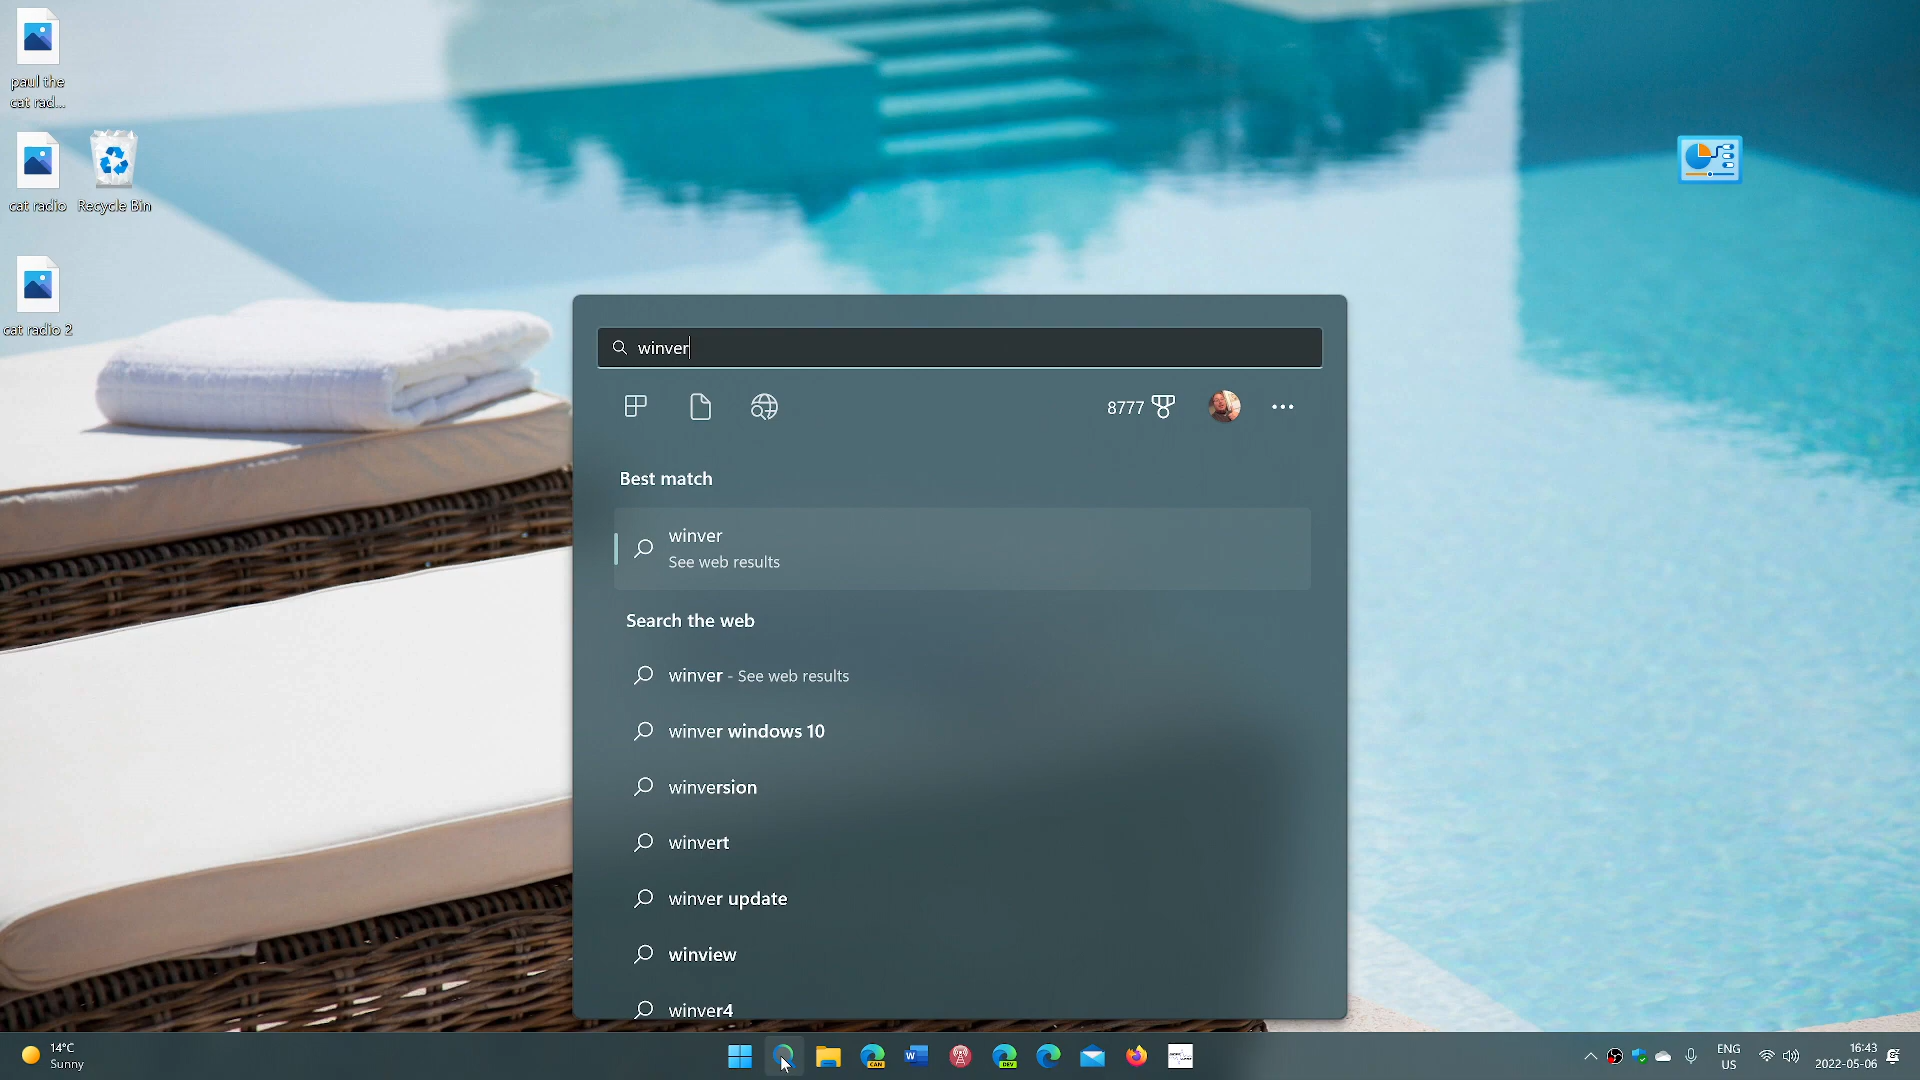 paul the
cat rad...
cat radio
Recycle Bin
cat radio 2
winver
8777
Best match
winver
See web results
Search the web
winver - See web results
winver windows 10
winversion
winvert
winver update
winview
winver4
14°C
Sunny
CAN
W
DEV
ENG
US
16:43
2022-05-06